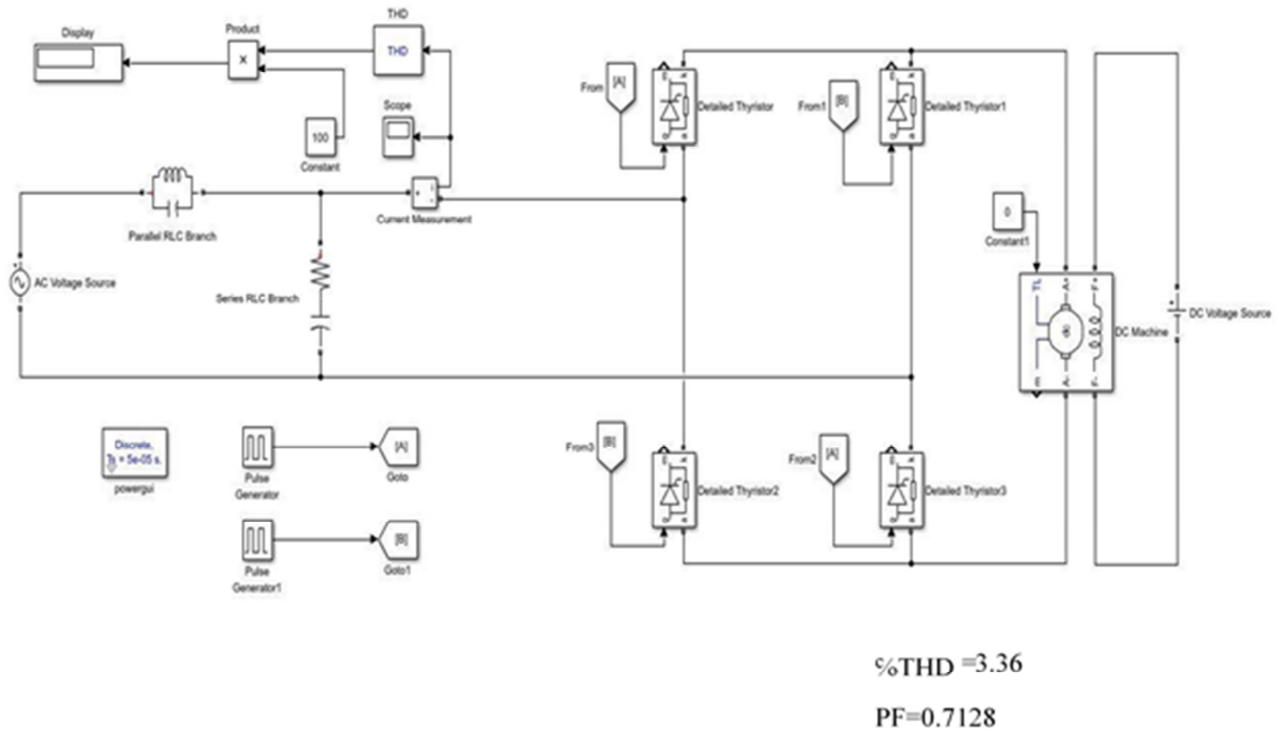 THD
Display
Product
THD
×
Scope
100
Constant
From
[A]
Detailed Thyristor
From1
[B]
Detailed Thyristor1
Current Measurement
Parallel RLC Branch
AC Voltage Source
Series RLC Branch
0
Constant1
TL
A+
F+
dc
DC Machine
DC Voltage Source
A-
F-
Discrete,
Ts = 5e-05 s.
powergui
Pulse
Generator
[A]
Goto
Pulse
Generator1
[B]
Goto1
From3
[B]
Detailed Thyristor2
From2
[A]
Detailed Thyristor3
%THD =3.36
PF=0.7128